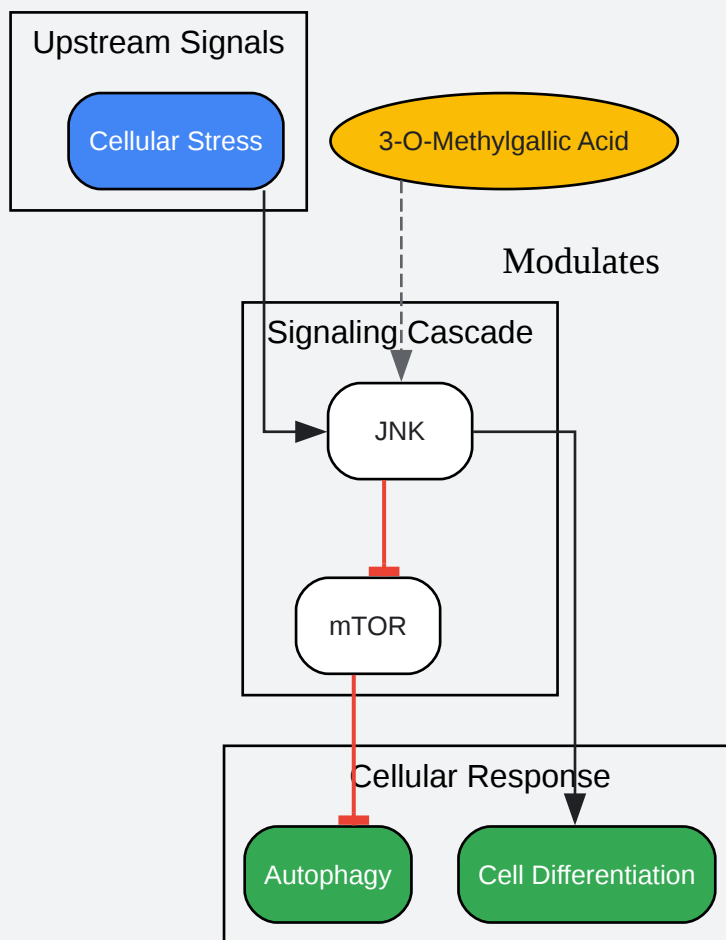 Upstream Signals
Cellular Stress
3-O-Methylgallic Acid
Modulates
Signaling Cascade
JNK
mTOR
Cellular Response
Autophagy
Cell Differentiation